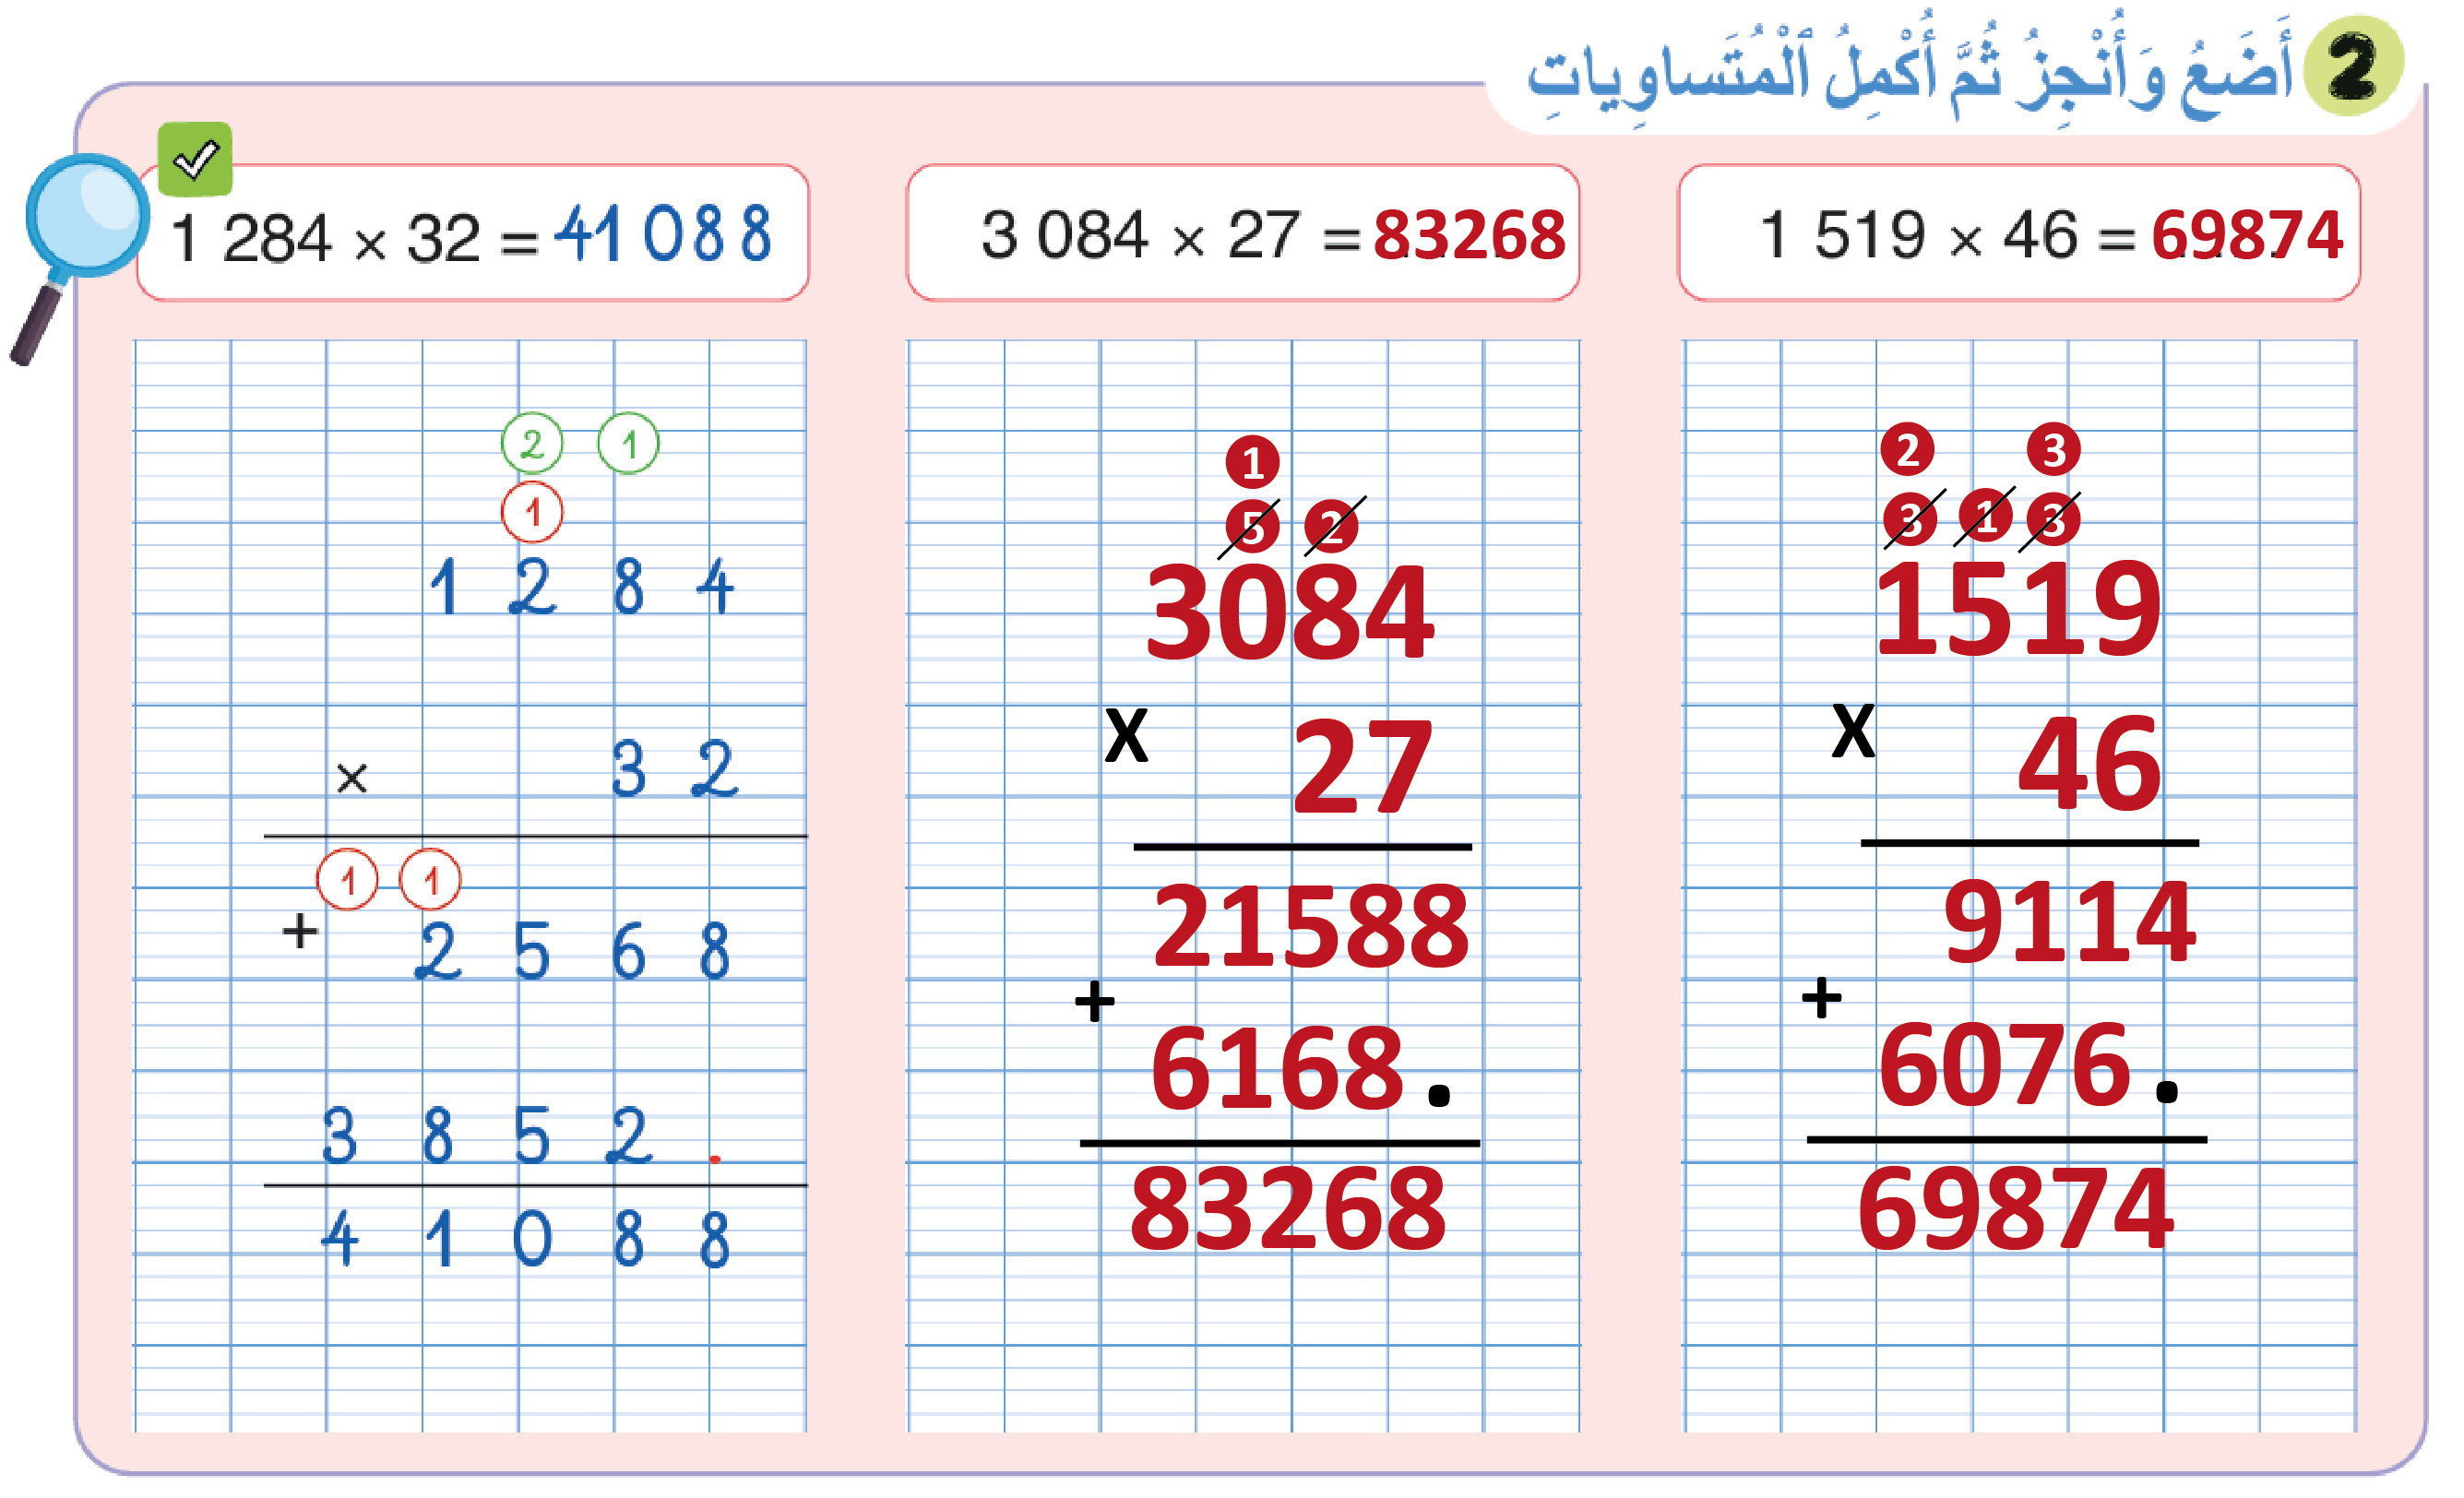 2 أَضَعُ وَأُنْجِزُ ثُمَّ أُكْمِلُ ٱلْمُتَساوِياتِ
1 284 × 32 = 41 088
2 1
1
1 2 8 4
× 3 2
1 1
+ 2 5 6 8
3 8 5 2 .
4 1 0 8 8
3 084 × 27 = 83268
1
5 2
3084
X 27
21588
+
6168 .
83268
1 519 × 46 = 69874
2 3
3 1 3
1519
X 46
9114
+
6076 .
69874